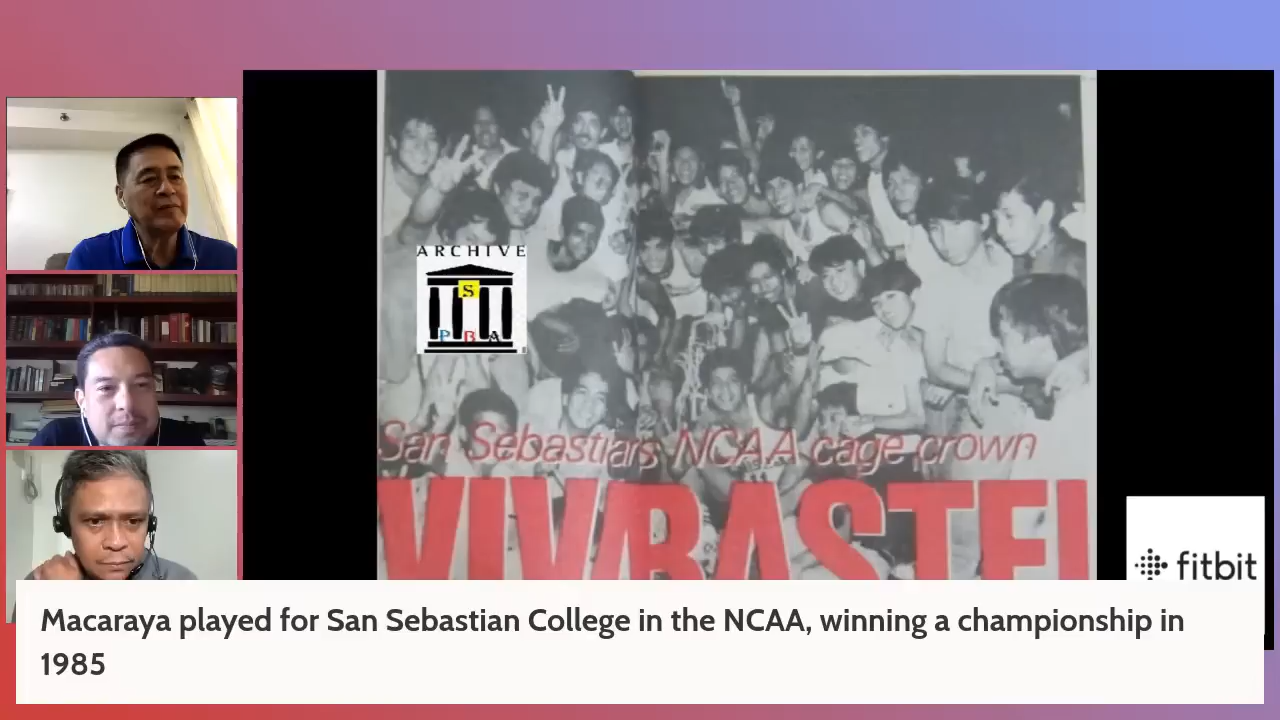 ARCHIVE
S
PBA
San Sebastian's NCAA cage crown
VIVBASTE!
fitbit
Macaraya played for San Sebastian College in the NCAA, winning a championship in
1985